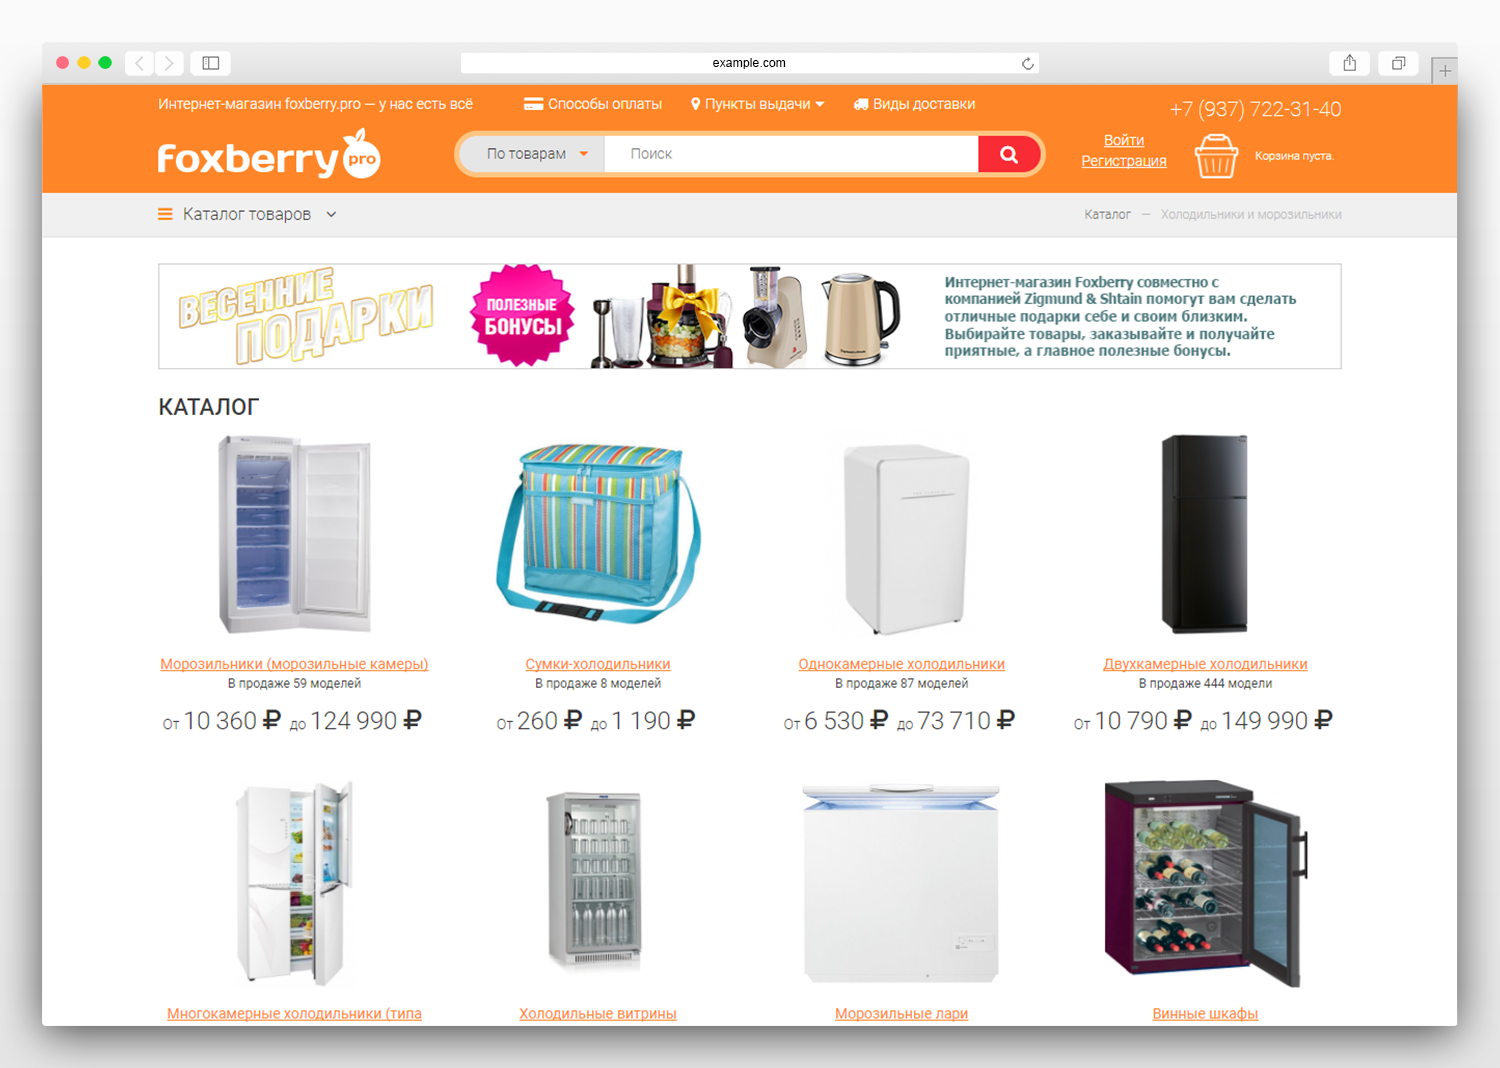 example.com
Интернет-магазин foxberry.pro — у нас есть всё
Способы оплаты
Пункты выдачи
Виды доставки
+7 (937) 722-31-40
foxberry pro
По товарам
Поиск
Войти
Регистрация
Корзина пуста.
Каталог товаров
Каталог — Холодильники и морозильники
ВЕСЕННИЕ
ПОДАРКИ
ПОЛЕЗНЫЕ
БОНУСЫ
Интернет-магазин Foxberry совместно с
компанией Zigmund & Shtain помогут вам сделать
отличные подарки себе и своим близким.
Выбирайте товары, заказывайте и получайте
приятные, а главное полезные бонусы.
КАТАЛОГ
Морозильники (морозильные камеры)
В продаже 59 моделей
от 10 360 ₽ до 124 990 ₽
Сумки-холодильники
В продаже 8 моделей
от 260 ₽ до 1 190 ₽
Однокамерные холодильники
В продаже 87 моделей
от 6 530 ₽ до 73 710 ₽
Двухкамерные холодильники
В продаже 444 модели
от 10 790 ₽ до 149 990 ₽
Многокамерные холодильники (типа
Холодильные витрины
Морозильные лари
Винные шкафы